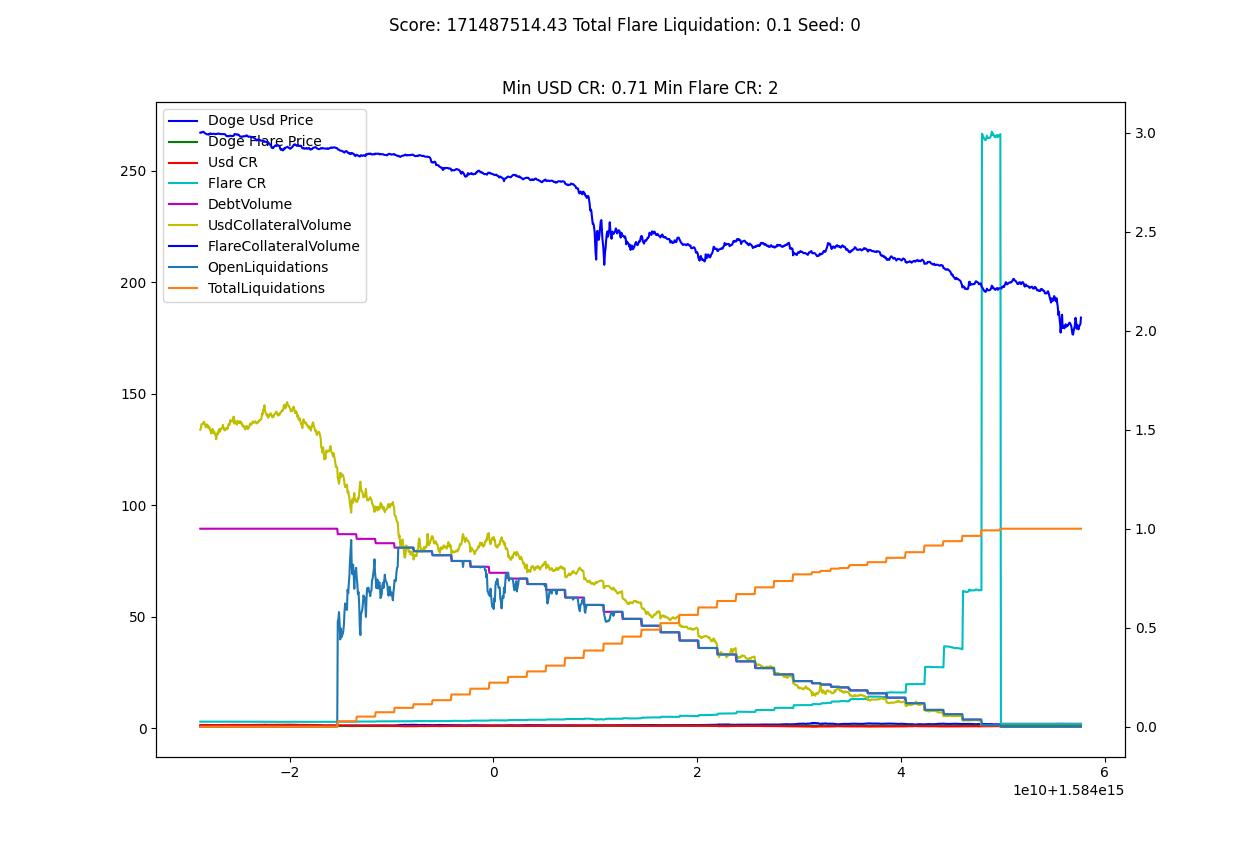 Score: 171487514.43 Total Flare Liquidation: 0.1 Seed: 0
Min USD CR: 0.71 Min Flare CR: 2
Doge Usd Price
Doge Flare Price
Usd CR
Flare CR
DebtVolume
UsdCollateralVolume
FlareCollateralVolume
OpenLiquidations
TotalLiquidations
250
200
150
100
50
0
3.0
2.5
2.0
1.5
1.0
0.5
0.0
−2
0
2
4
6
1e10+1.584e15